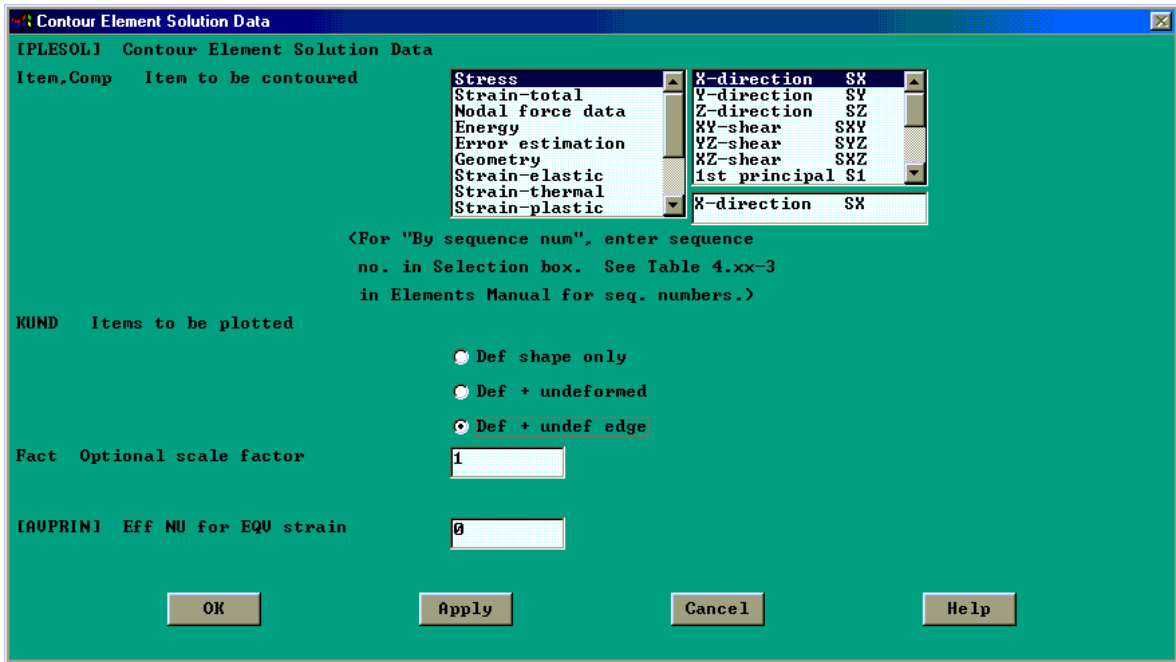 Contour Element Solution Data
[PLESOL] Contour Element Solution Data
Item,Comp Item to be contoured
Stress
Strain-total
Nodal force data
Energy
Error estimation
Geometry
Strain-elastic
Strain-thermal
Strain-plastic
X-direction SX
Y-direction SY
Z-direction SZ
XY-shear SXY
YZ-shear SYZ
XZ-shear SXZ
1st principal S1
X-direction SX
(For "By sequence num", enter sequence
no. in Selection box. See Table 4.xx-3
in Elements Manual for seq. numbers.)
KUND Items to be plotted
Def shape only
Def + undeformed
Def + undef edge
Fact Optional scale factor
1
[AVPRIN] Eff NU for EQV strain
0
OK Apply Cancel Help